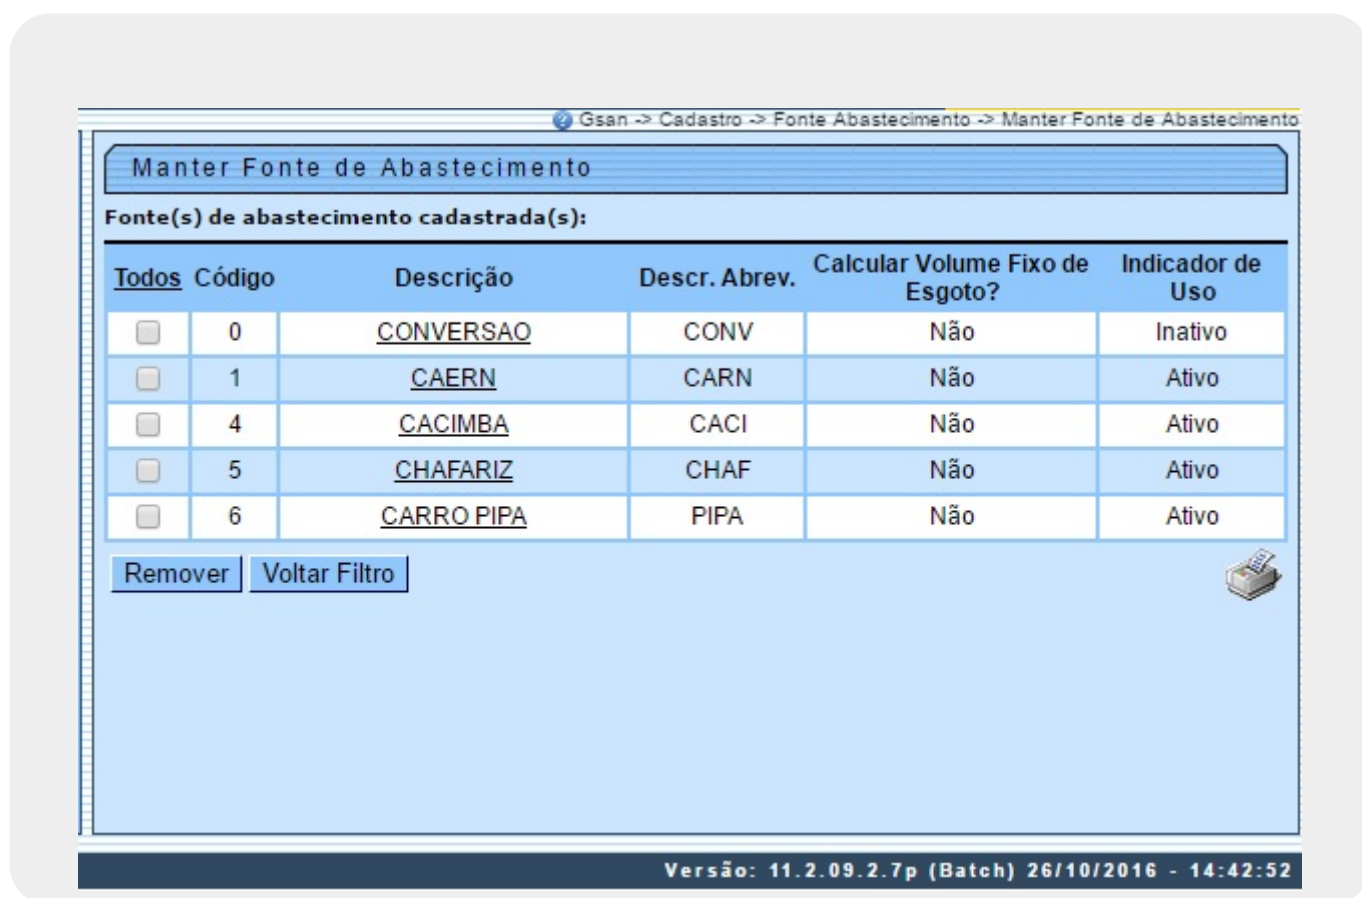 Gsan -> Cadastro -> Fonte Abastecimento -> Manter Fonte de Abastecimento
Manter Fonte de Abastecimento
Fonte(s) de abastecimento cadastrada(s):
Todos Código Descrição Descr. Abrev. Calcular Volume Fixo de Esgoto? Indicador de Uso
0 CONVERSAO CONV Não Inativo
1 CAERN CARN Não Ativo
4 CACIMBA CACI Não Ativo
5 CHAFARIZ CHAF Não Ativo
6 CARRO PIPA PIPA Não Ativo
Remover Voltar Filtro
Versão: 11.2.09.2.7p (Batch) 26/10/2016 - 14:42:52